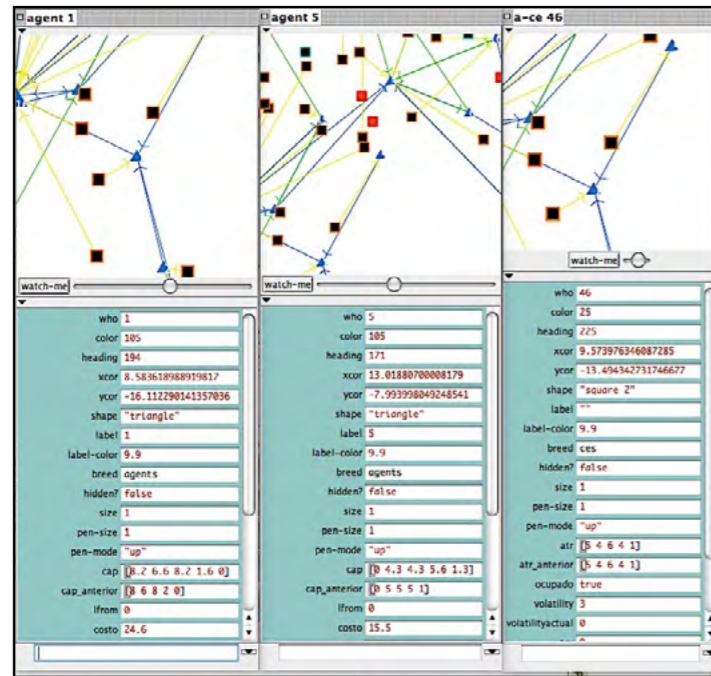 agent 1
watch-me
who 1
color 105
heading 194
xcor 8.583618988919817
ycor -16.112290141357036
shape "triangle"
label 1
label-color 9.9
breed agents
hidden? false
size 1
pen-size 1
pen-mode "up"
cap [8.2 6.6 8.2 1.6 0]
cap_anterior [8 6 8 2 0]
lfrom 0
costo 24.6
agent 5
watch-me
who 5
color 105
heading 171
xcor 13.01880700008179
ycor -7.993998049248541
shape "triangle"
label 5
label-color 9.9
breed agents
hidden? false
size 1
pen-size 1
pen-mode "up"
cap [0 4.3 4.3 5.6 1.3]
cap_anterior [0 5 5 5 1]
lfrom 0
costo 15.5
a-ce 46
watch-me
who 46
color 25
heading 225
xcor 9.573976346087285
ycor -13.494342731746677
shape "square 2"
label ""
label-color 9.9
breed ces
hidden? false
size 1
pen-size 1
pen-mode "up"
atr [5 4 6 4 1]
atr_anterior [5 4 6 4 1]
ocupado true
volatility 3
volatilityactual 0